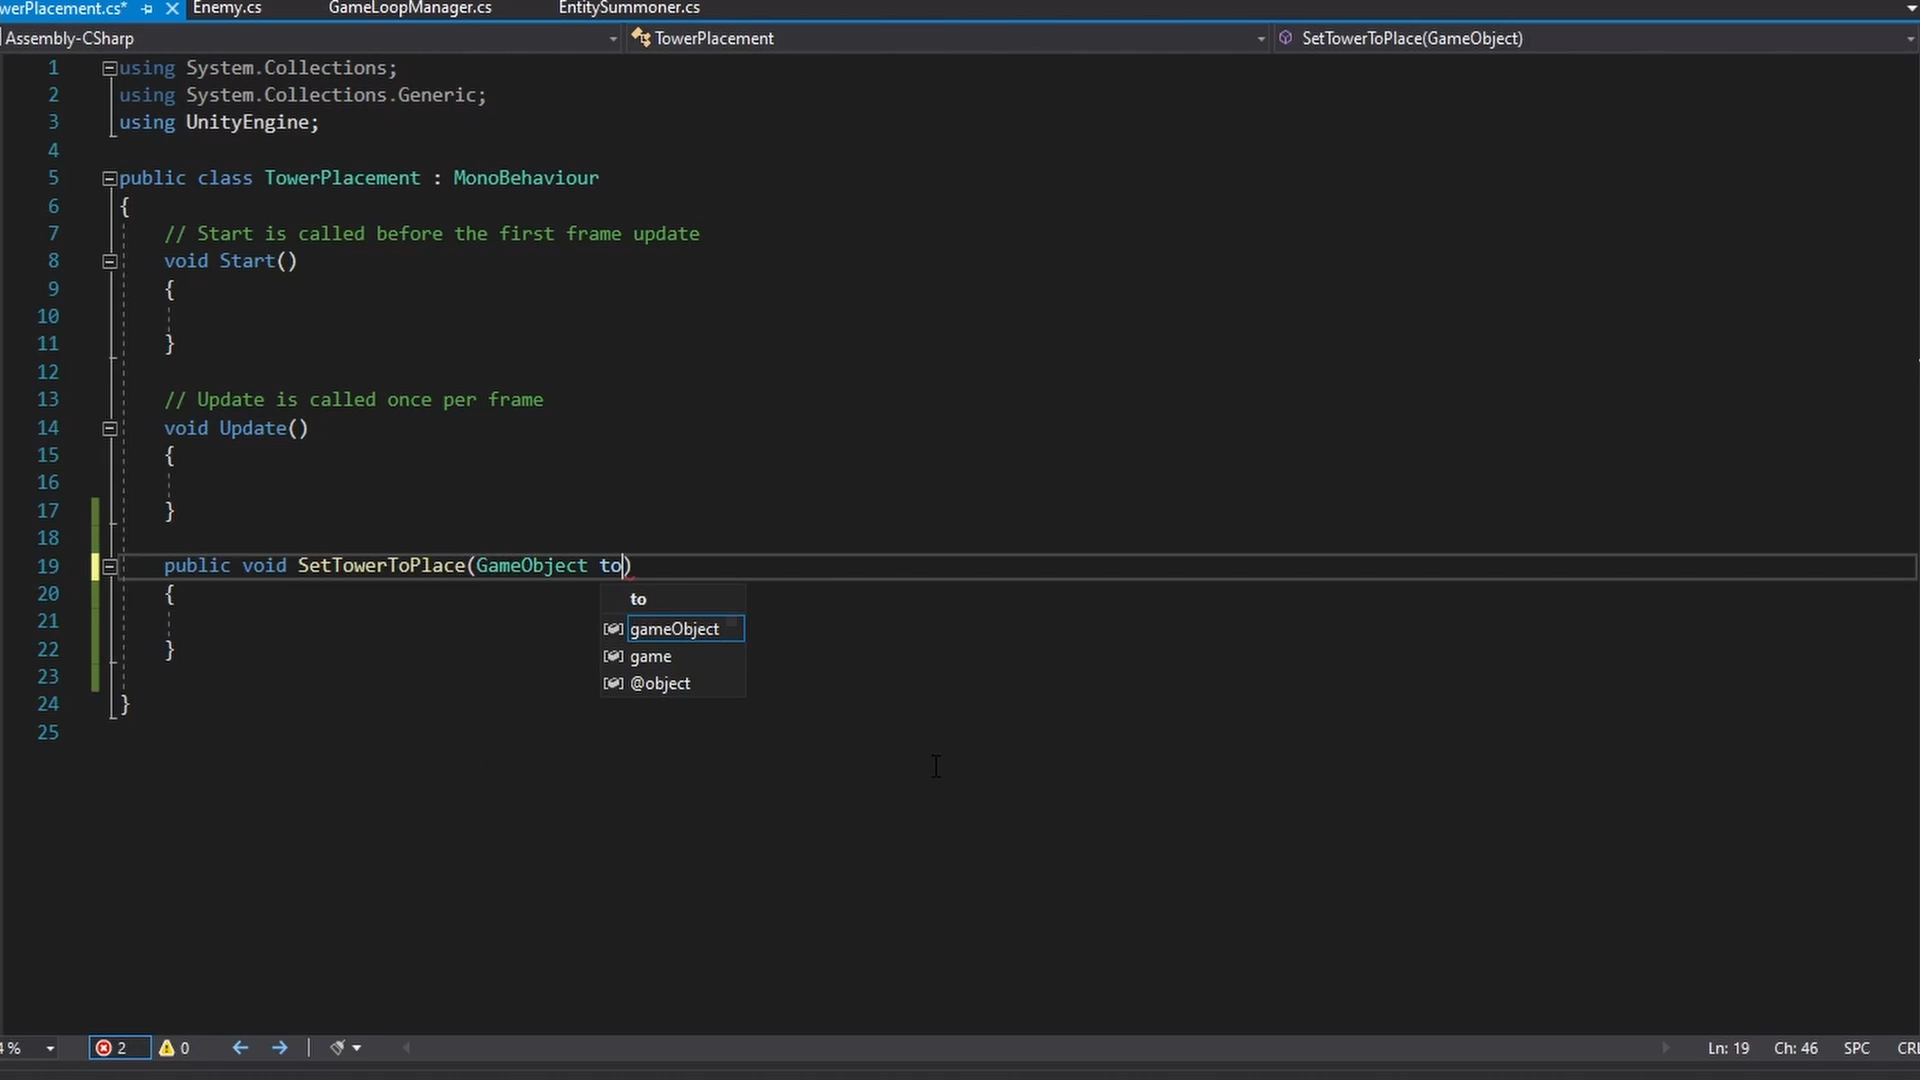 werPlacement.cs* Enemy.cs GameLoopManager.cs EntitySummoner.cs
Assembly-CSharp TowerPlacement SetTowerToPlace(GameObject)
1 using System.Collections;
2 using System.Collections.Generic;
3 using UnityEngine;
4
5 public class TowerPlacement : MonoBehaviour
6 {
7 // Start is called before the first frame update
8 void Start()
9 {
10
11 }
12
13 // Update is called once per frame
14 void Update()
15 {
16
17 }
18
19 public void SetTowerToPlace(GameObject to)
20 {
to
21
gameObject
22 }
game
23
@object
24 }
25
4 % 2 0 Ln: 19 Ch: 46 SPC CRL